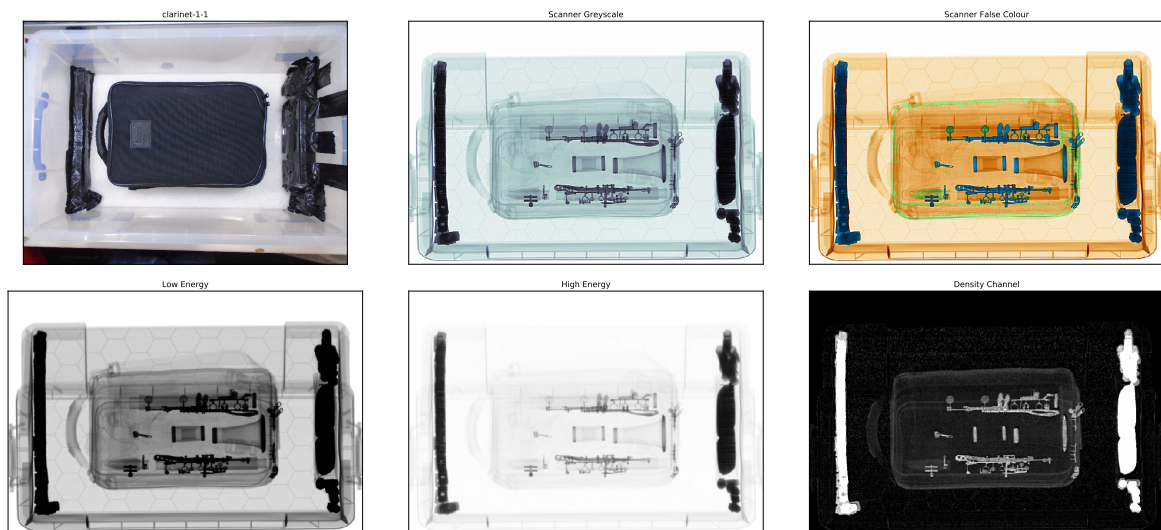 clarinet-1-1
Scanner Greyscale
Scanner False Colour
Low Energy
High Energy
Density Channel